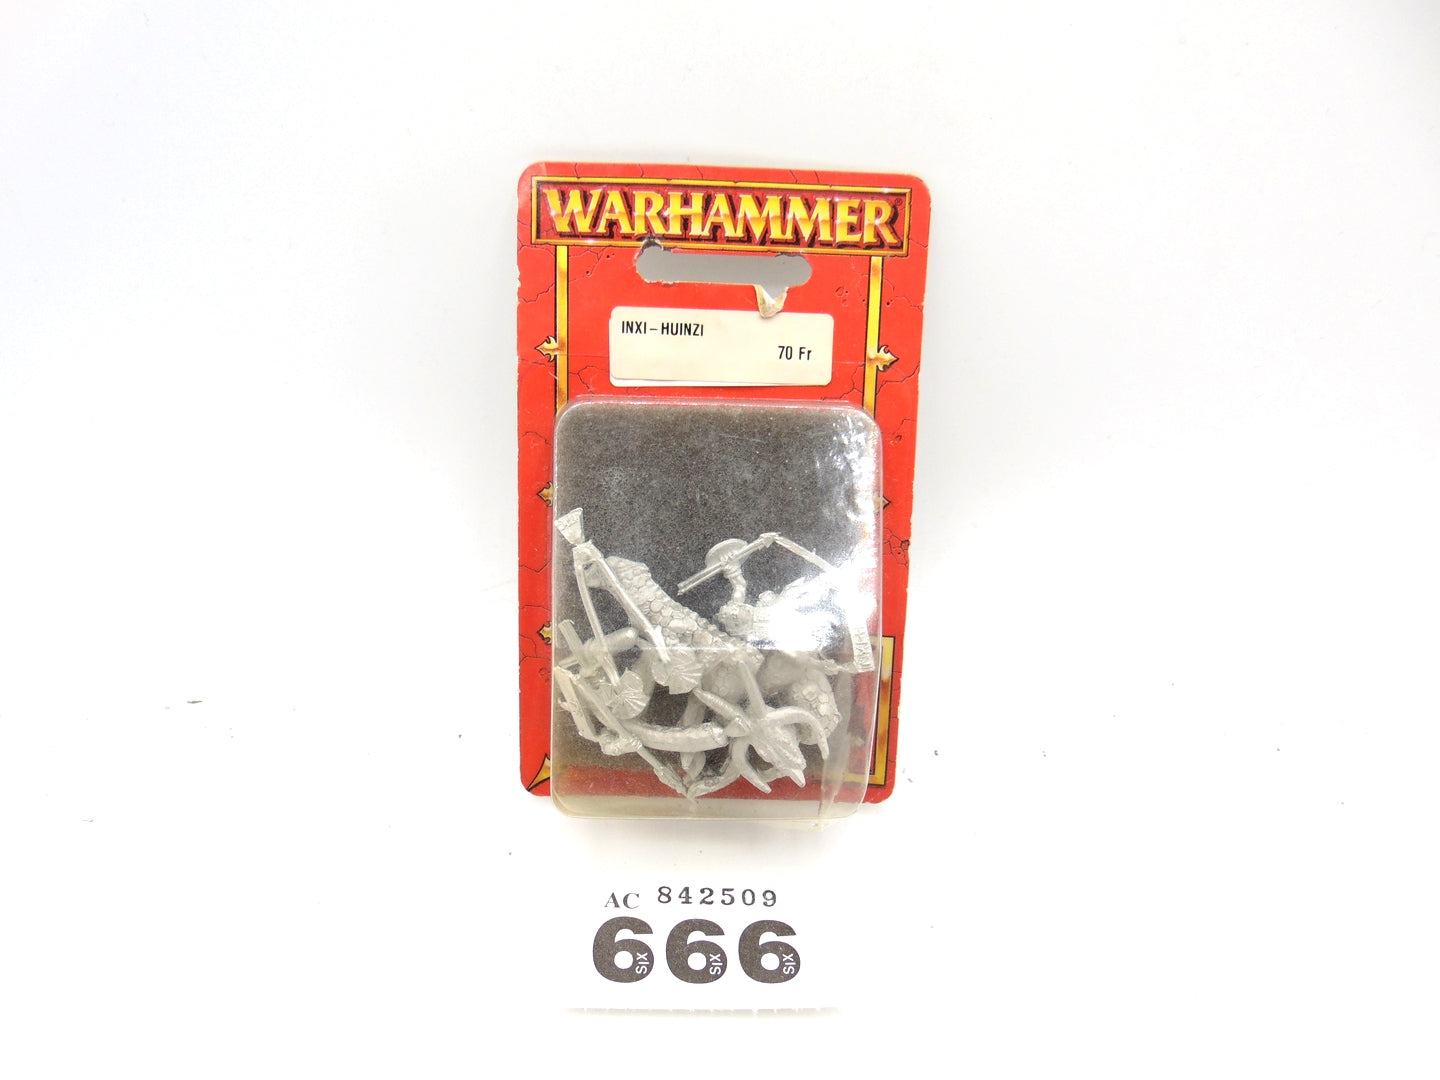 WARHAMMER®
INXI-HUINZI
70 Fr
AC 842509
666
SIX SIX SIX